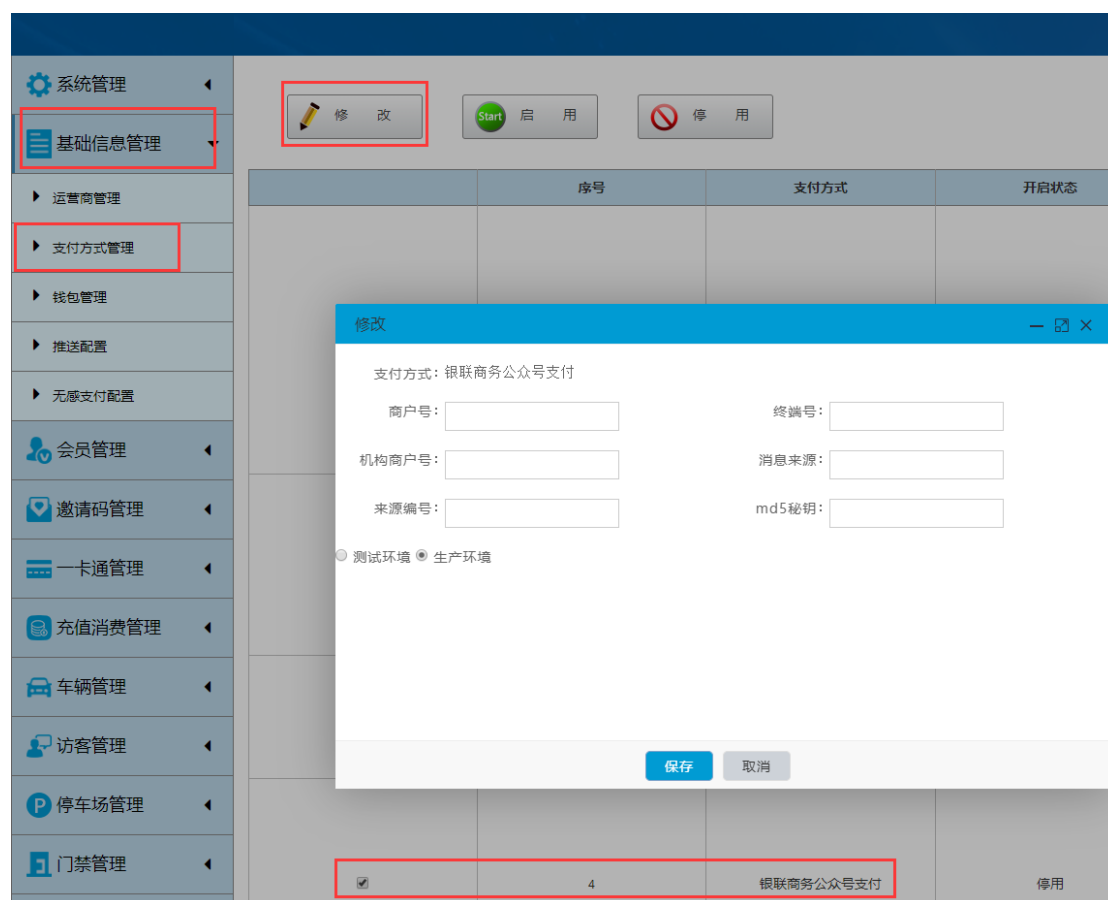 系统管理
基础信息管理
运营商管理
支付方式管理
钱包管理
推送配置
无感支付配置
会员管理
邀请码管理
一卡通管理
充值消费管理
车辆管理
访客管理
停车场管理
门禁管理
修 改
Start 启 用
停 用
序号 支付方式 开启状态
修改
支付方式：银联商务公众号支付
商户号： 终端号：
机构商户号： 消息来源：
来源编号： md5秘钥：
测试环境 生产环境
保存 取消
4 银联商务公众号支付 停用